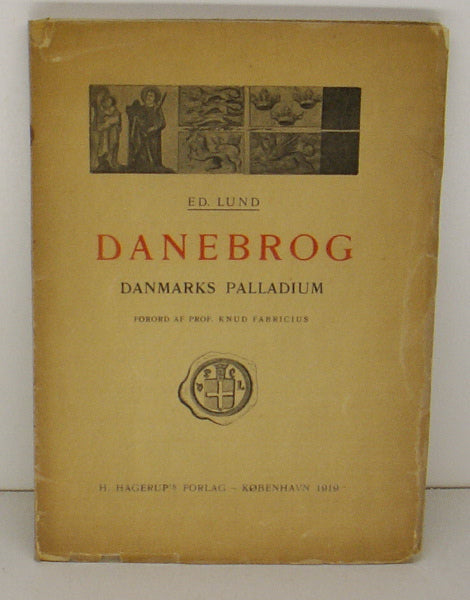 ED. LUND
DANEBROG
DANMARKS PALLADIUM
FORORD AF PROF. KNUD FABRICIUS
H. HAGERUP'S FORLAG – KØBENHAVN 1919